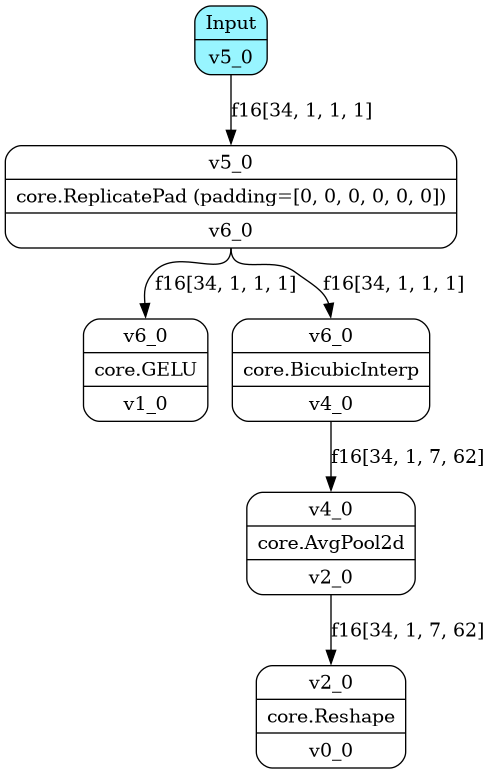 Input
v5_0
f16[34, 1, 1, 1]
v5_0
core.ReplicatePad (padding=[0, 0, 0, 0, 0, 0])
v6_0
f16[34, 1, 1, 1]
f16[34, 1, 1, 1]
v6_0
core.GELU
v1_0
v6_0
core.BicubicInterp
v4_0
f16[34, 1, 7, 62]
v4_0
core.AvgPool2d
v2_0
f16[34, 1, 7, 62]
v2_0
core.Reshape
v0_0